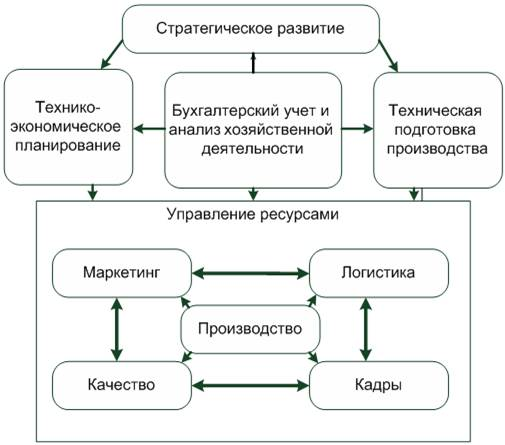 Стратегическое развитие
Технико-
экономическое
планирование
Бухгалтерский учет и
анализ хозяйственной
деятельности
Техническая
подготовка
производства
Управление ресурсами
Маркетинг
Логистика
Производство
Качество
Кадры